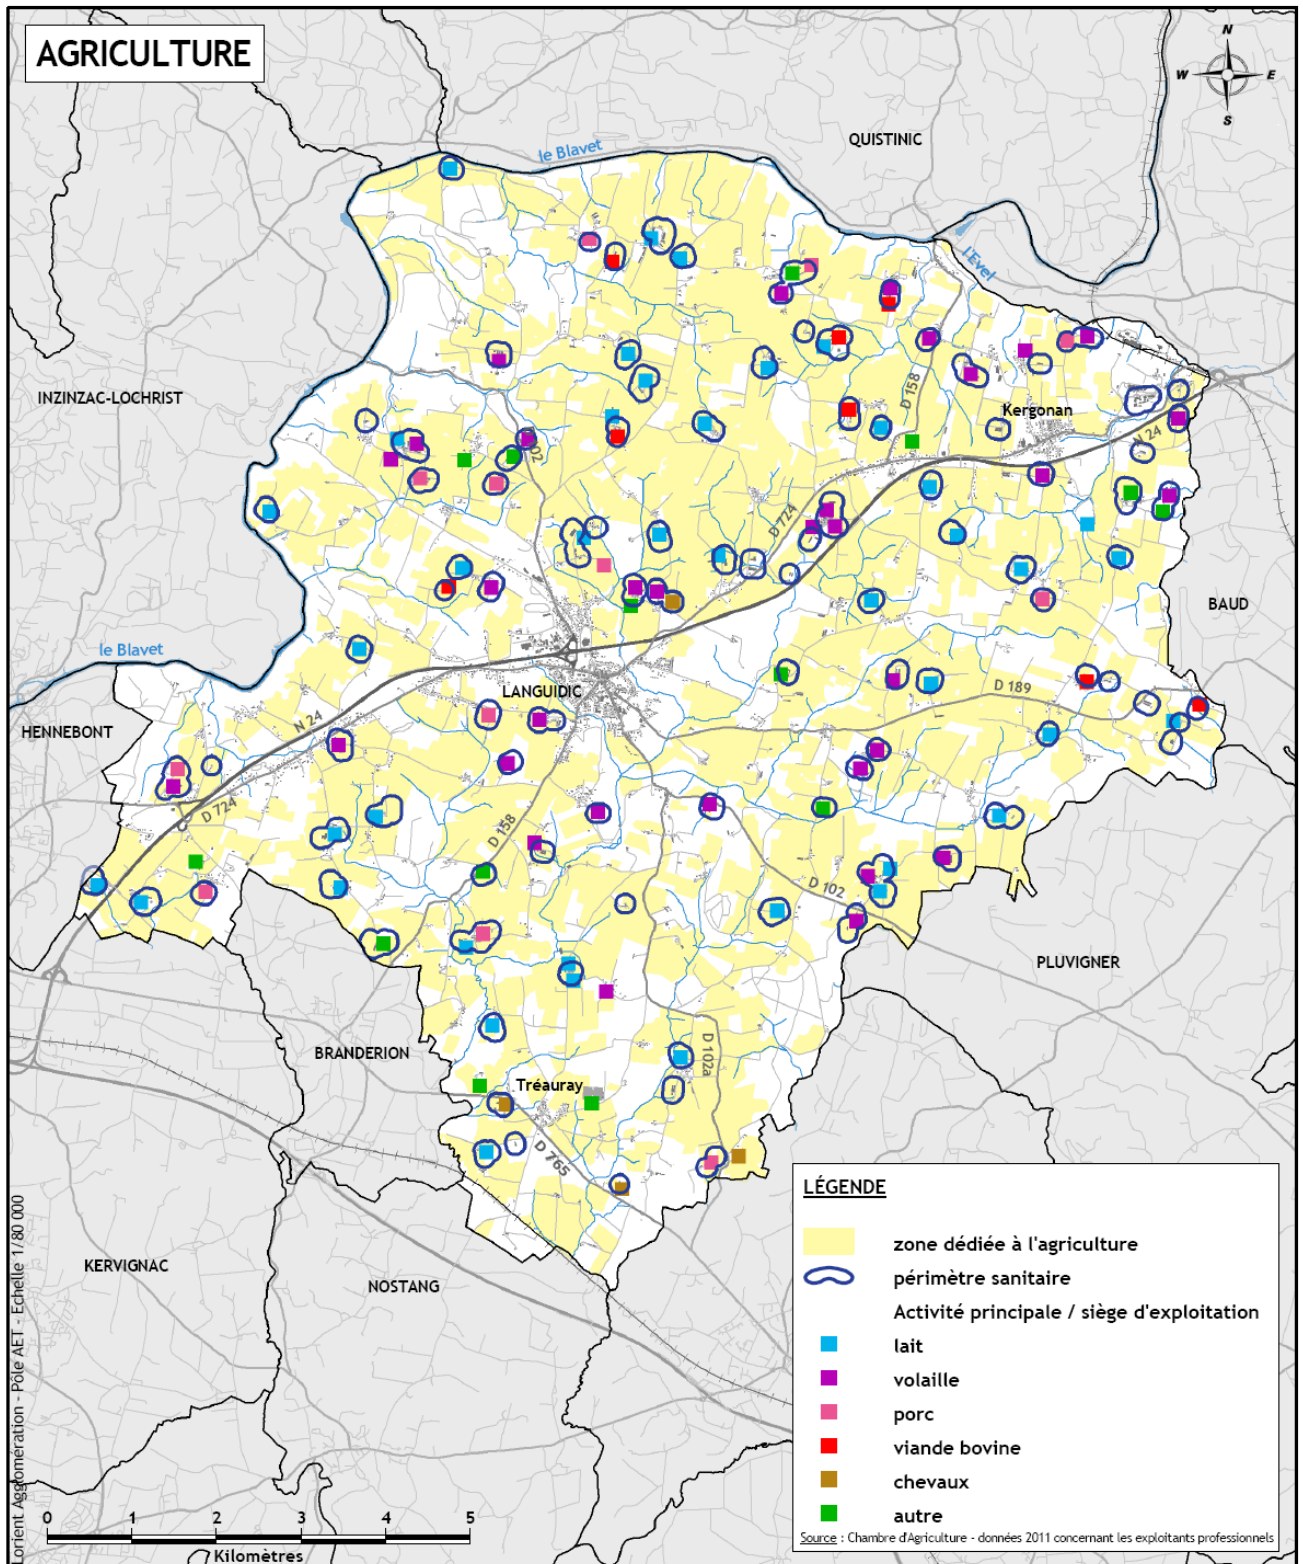 AGRICULTURE
N
W E
S
QUISTINIC
le Blavet
l'Evel
INZINZAC-LOCHRIST
D 158
Kergonan
N 24
02
D 724
BAUD
le Blavet
D 189
LANGUIDIC
HENNEBONT
N 24
D 724
D 158
D 102
PLUVIGNER
BRANDERION
D 102a
Tréauray
D 765
KERVIGNAC
NOSTANG
LÉGENDE
zone dédiée à l'agriculture
périmètre sanitaire
Activité principale / siège d'exploitation
lait
volaille
porc
viande bovine
chevaux
autre
Source : Chambre d'Agriculture - données 2011 concernant les exploitants professionnels
Lorient Agglomération - Pôle AET - Echelle 1/80 000
0 1 2 3 4 5
Kilomètres